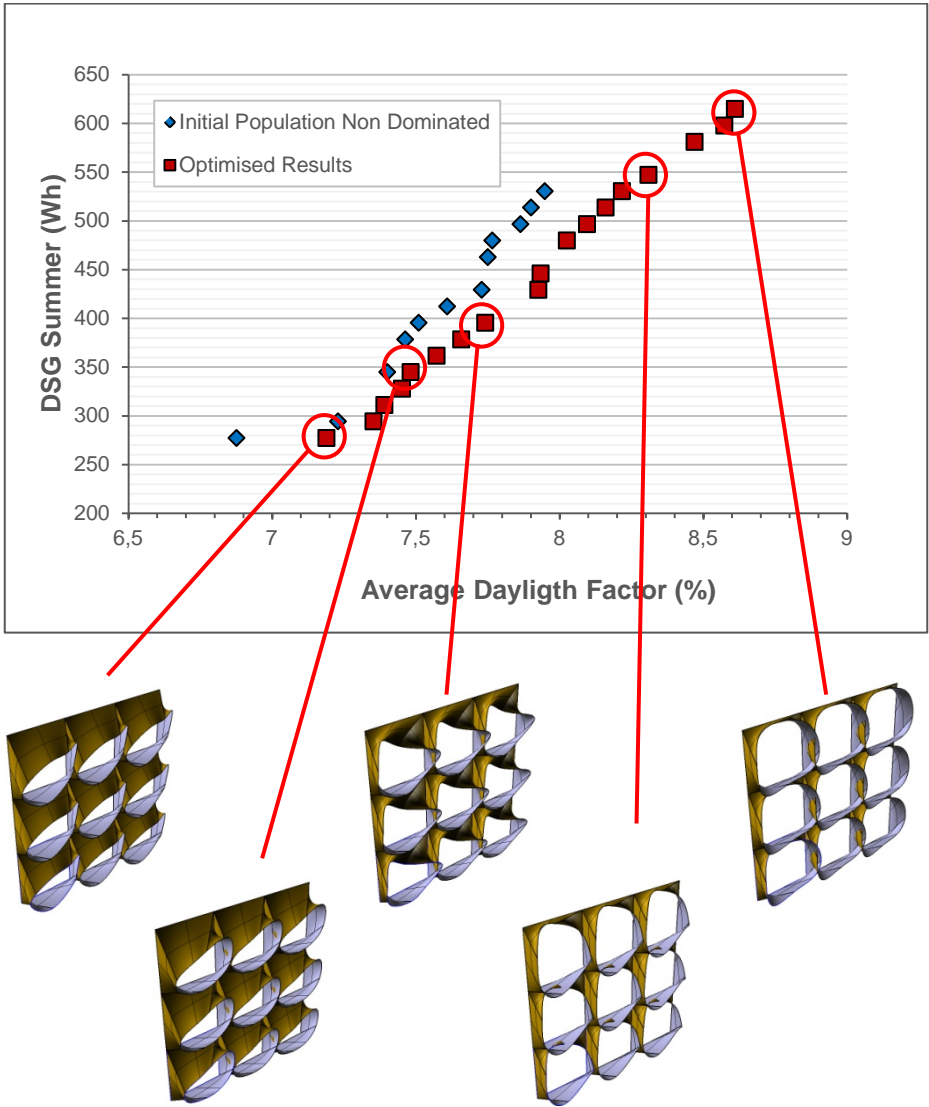 650
600
550
500
450
400
350
300
250
200
DSG Summer (Wh)
Initial Population Non Dominated
Optimised Results
6,5 7 7,5 8 8,5 9
Average Dayligth Factor (%)